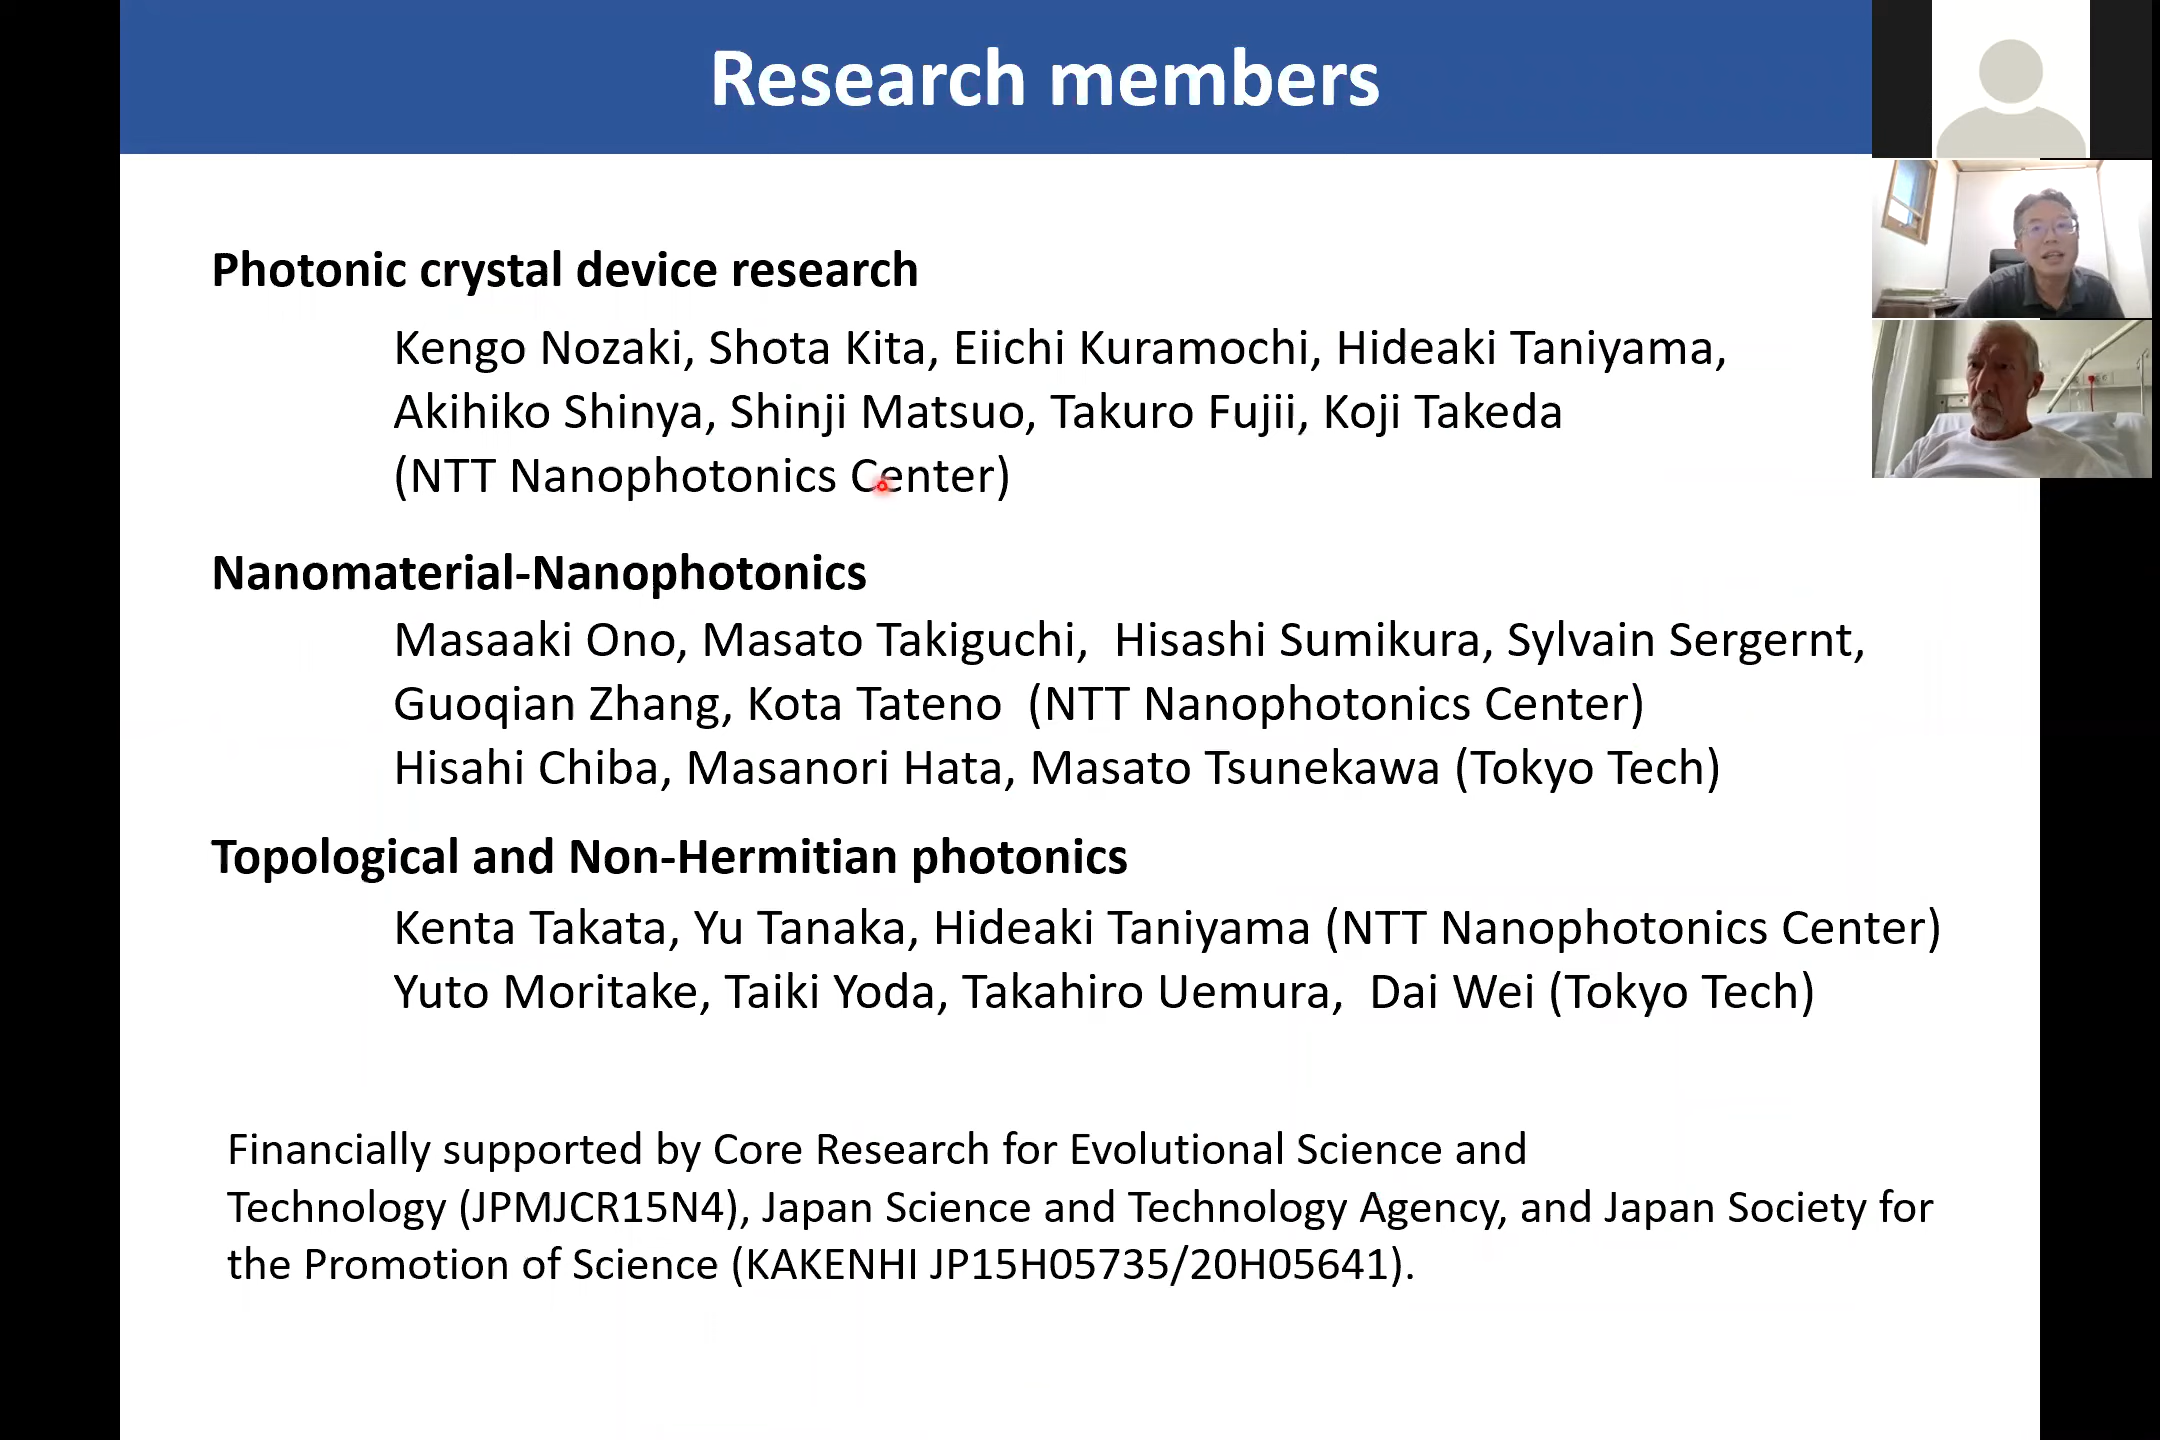 Research members
Photonic crystal device research
Kengo Nozaki, Shota Kita, Eiichi Kuramochi, Hideaki Taniyama,
Akihiko Shinya, Shinji Matsuo, Takuro Fujii, Koji Takeda
(NTT Nanophotonics Center)
Nanomaterial-Nanophotonics
Masaaki Ono, Masato Takiguchi, Hisashi Sumikura, Sylvain Sergernt,
Guoqian Zhang, Kota Tateno (NTT Nanophotonics Center)
Hisahi Chiba, Masanori Hata, Masato Tsunekawa (Tokyo Tech)
Topological and Non-Hermitian photonics
Kenta Takata, Yu Tanaka, Hideaki Taniyama (NTT Nanophotonics Center)
Yuto Moritake, Taiki Yoda, Takahiro Uemura, Dai Wei (Tokyo Tech)
Financially supported by Core Research for Evolutional Science and
Technology (JPMJCR15N4), Japan Science and Technology Agency, and Japan Society for
the Promotion of Science (KAKENHI JP15H05735/20H05641).